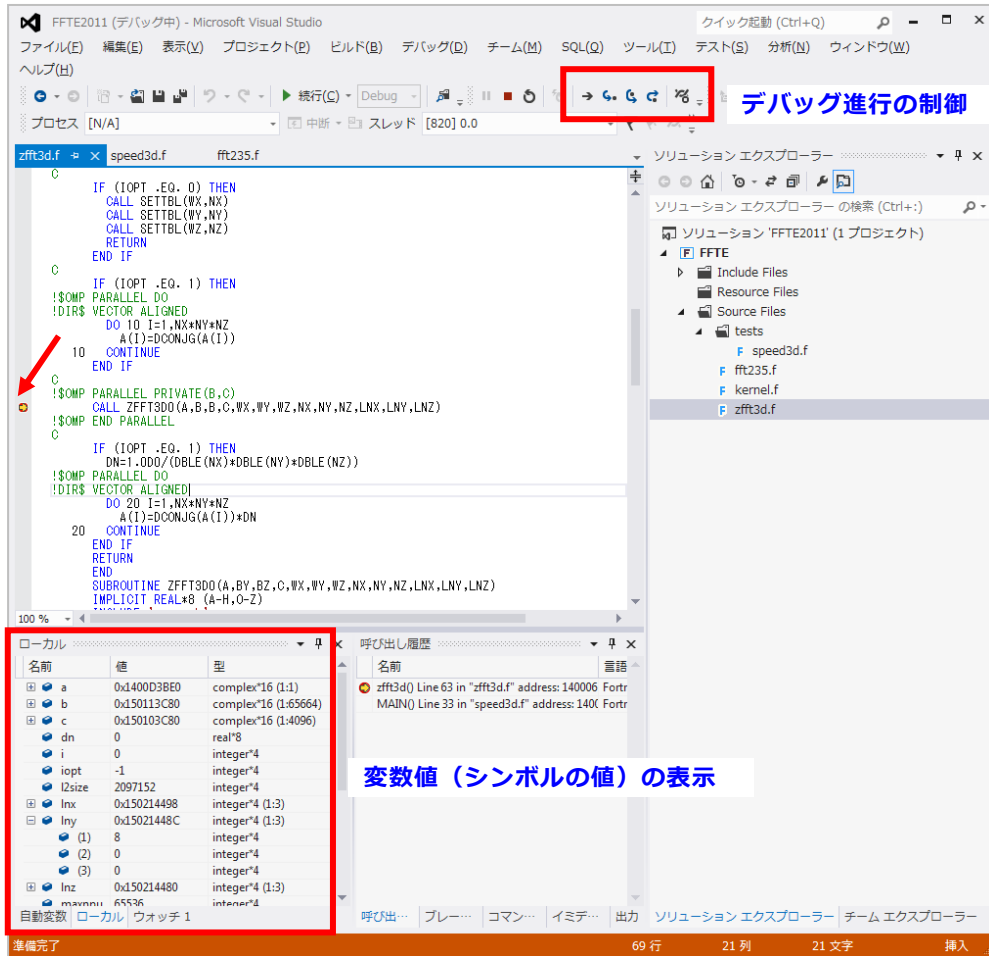 FFTE2011 (デバッグ中) - Microsoft Visual Studio
クイック起動 (Ctrl+Q)
ファイル(F) 編集(E) 表示(V) プロジェクト(P) ビルド(B) デバッグ(D) チーム(M) SQL(Q) ツール(T) テスト(S) 分析(N) ウィンドウ(W)
ヘルプ(H)
続行(C) Debug
デバッグ進行の制御
プロセス [N/A] 中断 スレッド [820] 0.0
zfft3d.f speed3d.f fft235.f
C
IF (IOPT .EQ. 0) THEN
CALL SETTBL(WX,NX)
CALL SETTBL(WY,NY)
CALL SETTBL(WZ,NZ)
RETURN
END IF
C
IF (IOPT .EQ. 1) THEN
!$OMP PARALLEL DO
!DIR$ VECTOR ALIGNED
DO 10 I=1,NX*NY*NZ
A(I)=DCONJG(A(I))
10 CONTINUE
END IF
C
!$OMP PARALLEL PRIVATE(B,C)
CALL ZFFT3D0(A,B,B,C,WX,WY,WZ,NX,NY,NZ,LNX,LNY,LNZ)
!$OMP END PARALLEL
C
IF (IOPT .EQ. 1) THEN
DN=1.0D0/(DBLE(NX)*DBLE(NY)*DBLE(NZ))
!$OMP PARALLEL DO
!DIR$ VECTOR ALIGNED
DO 20 I=1,NX*NY*NZ
A(I)=DCONJG(A(I))*DN
20 CONTINUE
END IF
RETURN
END
SUBROUTINE ZFFT3D0(A,BY,BZ,C,WX,WY,WZ,NX,NY,NZ,LNX,LNY,LNZ)
IMPLICIT REAL*8 (A-H,O-Z)
100 %
ソリューション エクスプローラー
ソリューション エクスプローラー の検索 (Ctrl+:)
ソリューション 'FFTE2011' (1 プロジェクト)
FFTE
Include Files
Resource Files
Source Files
tests
speed3d.f
fft235.f
kernel.f
zfft3d.f
ローカル
名前 値 型
a 0x1400D3BE0 complex*16 (1:1)
b 0x150113C80 complex*16 (1:65664)
c 0x150103C80 complex*16 (1:4096)
dn 0 real*8
i 0 integer*4
iopt -1 integer*4
l2size 2097152 integer*4
lnx 0x150214498 integer*4 (1:3)
lny 0x15021448C integer*4 (1:3)
(1) 8 integer*4
(2) 0 integer*4
(3) 0 integer*4
lnz 0x150214480 integer*4 (1:3)
maxnpu 65536 integer*4
自動変数 ローカル ウォッチ 1
呼び出し履歴
名前 言語
zfft3d() Line 63 in "zfft3d.f" address: 140006 Fortr
MAIN() Line 33 in "speed3d.f" address: 1400 Fortr
変数値（シンボルの値）の表示
呼び出… ブレー… コマン… イミデ… 出力
ソリューション エクスプローラー チーム エクスプローラー
準備完了 69 行 21 列 21 文字 挿入